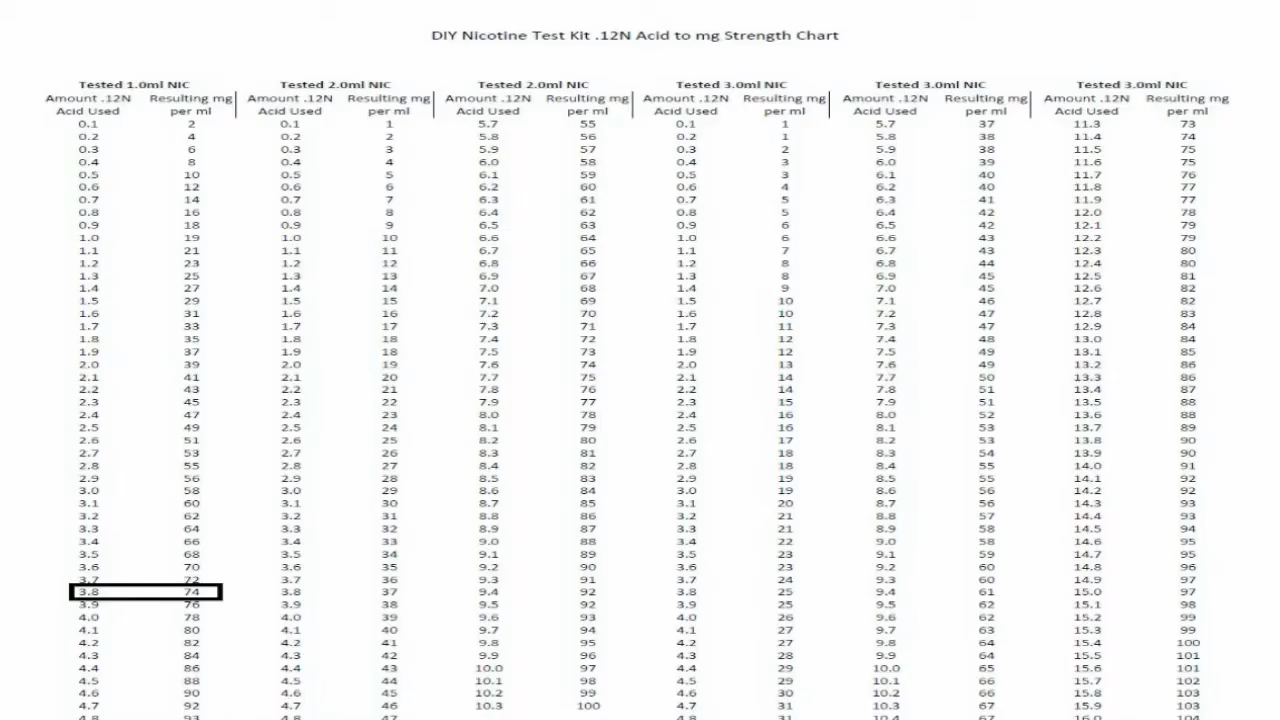 DIY Nicotine Test Kit .12N Acid to mg Strength Chart
Tested 1.0ml NIC Tested 2.0ml NIC Tested 2.0ml NIC Tested 3.0ml NIC Tested 3.0ml NIC Tested 3.0ml NIC
Amount .12N Resulting mg Amount .12N Resulting mg Amount .12N Resulting mg Amount .12N Resulting mg Amount .12N Resulting mg Amount .12N Resulting mg
Acid Used per ml Acid Used per ml Acid Used per ml Acid Used per ml Acid Used per ml Acid Used per ml
0.1 2 0.1 1 5.7 55 0.1 1 5.7 37 11.3 73
0.2 4 0.2 2 5.8 56 0.2 1 5.8 38 11.4 74
0.3 6 0.3 3 5.9 57 0.3 2 5.9 38 11.5 75
0.4 8 0.4 4 6.0 58 0.4 3 6.0 39 11.6 75
0.5 10 0.5 5 6.1 59 0.5 3 6.1 40 11.7 76
0.6 12 0.6 6 6.2 60 0.6 4 6.2 40 11.8 77
0.7 14 0.7 7 6.3 61 0.7 5 6.3 41 11.9 77
0.8 16 0.8 8 6.4 62 0.8 5 6.4 42 12.0 78
0.9 18 0.9 9 6.5 63 0.9 6 6.5 42 12.1 79
1.0 19 1.0 10 6.6 64 1.0 6 6.6 43 12.2 79
1.1 21 1.1 11 6.7 65 1.1 7 6.7 43 12.3 80
1.2 23 1.2 12 6.8 66 1.2 8 6.8 44 12.4 80
1.3 25 1.3 13 6.9 67 1.3 8 6.9 45 12.5 81
1.4 27 1.4 14 7.0 68 1.4 9 7.0 45 12.6 82
1.5 29 1.5 15 7.1 69 1.5 10 7.1 46 12.7 82
1.6 31 1.6 16 7.2 70 1.6 10 7.2 47 12.8 83
1.7 33 1.7 17 7.3 71 1.7 11 7.3 47 12.9 84
1.8 35 1.8 18 7.4 72 1.8 12 7.4 48 13.0 84
1.9 37 1.9 18 7.5 73 1.9 12 7.5 49 13.1 85
2.0 39 2.0 19 7.6 74 2.0 13 7.6 49 13.2 86
2.1 41 2.1 20 7.7 75 2.1 14 7.7 50 13.3 86
2.2 43 2.2 21 7.8 76 2.2 14 7.8 51 13.4 87
2.3 45 2.3 22 7.9 77 2.3 15 7.9 51 13.5 88
2.4 47 2.4 23 8.0 78 2.4 16 8.0 52 13.6 88
2.5 49 2.5 24 8.1 79 2.5 16 8.1 53 13.7 89
2.6 51 2.6 25 8.2 80 2.6 17 8.2 53 13.8 90
2.7 53 2.7 26 8.3 81 2.7 18 8.3 54 13.9 90
2.8 55 2.8 27 8.4 82 2.8 18 8.4 55 14.0 91
2.9 56 2.9 28 8.5 83 2.9 19 8.5 55 14.1 92
3.0 58 3.0 29 8.6 84 3.0 19 8.6 56 14.2 92
3.1 60 3.1 30 8.7 85 3.1 20 8.7 56 14.3 93
3.2 62 3.2 31 8.8 86 3.2 21 8.8 57 14.4 93
3.3 64 3.3 32 8.9 87 3.3 21 8.9 58 14.5 94
3.4 66 3.4 33 9.0 88 3.4 22 9.0 58 14.6 95
3.5 68 3.5 34 9.1 89 3.5 23 9.1 59 14.7 95
3.6 70 3.6 35 9.2 90 3.6 23 9.2 60 14.8 96
3.7 72 3.7 36 9.3 91 3.7 24 9.3 60 14.9 97
3.8 74 3.8 37 9.4 92 3.8 25 9.4 61 15.0 97
3.9 76 3.9 38 9.5 92 3.9 25 9.5 62 15.1 98
4.0 78 4.0 39 9.6 93 4.0 26 9.6 62 15.2 99
4.1 80 4.1 40 9.7 94 4.1 27 9.7 63 15.3 99
4.2 82 4.2 41 9.8 95 4.2 27 9.8 64 15.4 100
4.3 84 4.3 42 9.9 96 4.3 28 9.9 64 15.5 101
4.4 86 4.4 43 10.0 97 4.4 29 10.0 65 15.6 101
4.5 88 4.5 44 10.1 98 4.5 29 10.1 66 15.7 102
4.6 90 4.6 45 10.2 99 4.6 30 10.2 66 15.8 103
4.7 92 4.7 46 10.3 100 4.7 31 10.3 67 15.9 103
4.8 93 4.8 47 4.8 31 10.4 67 16.0 104